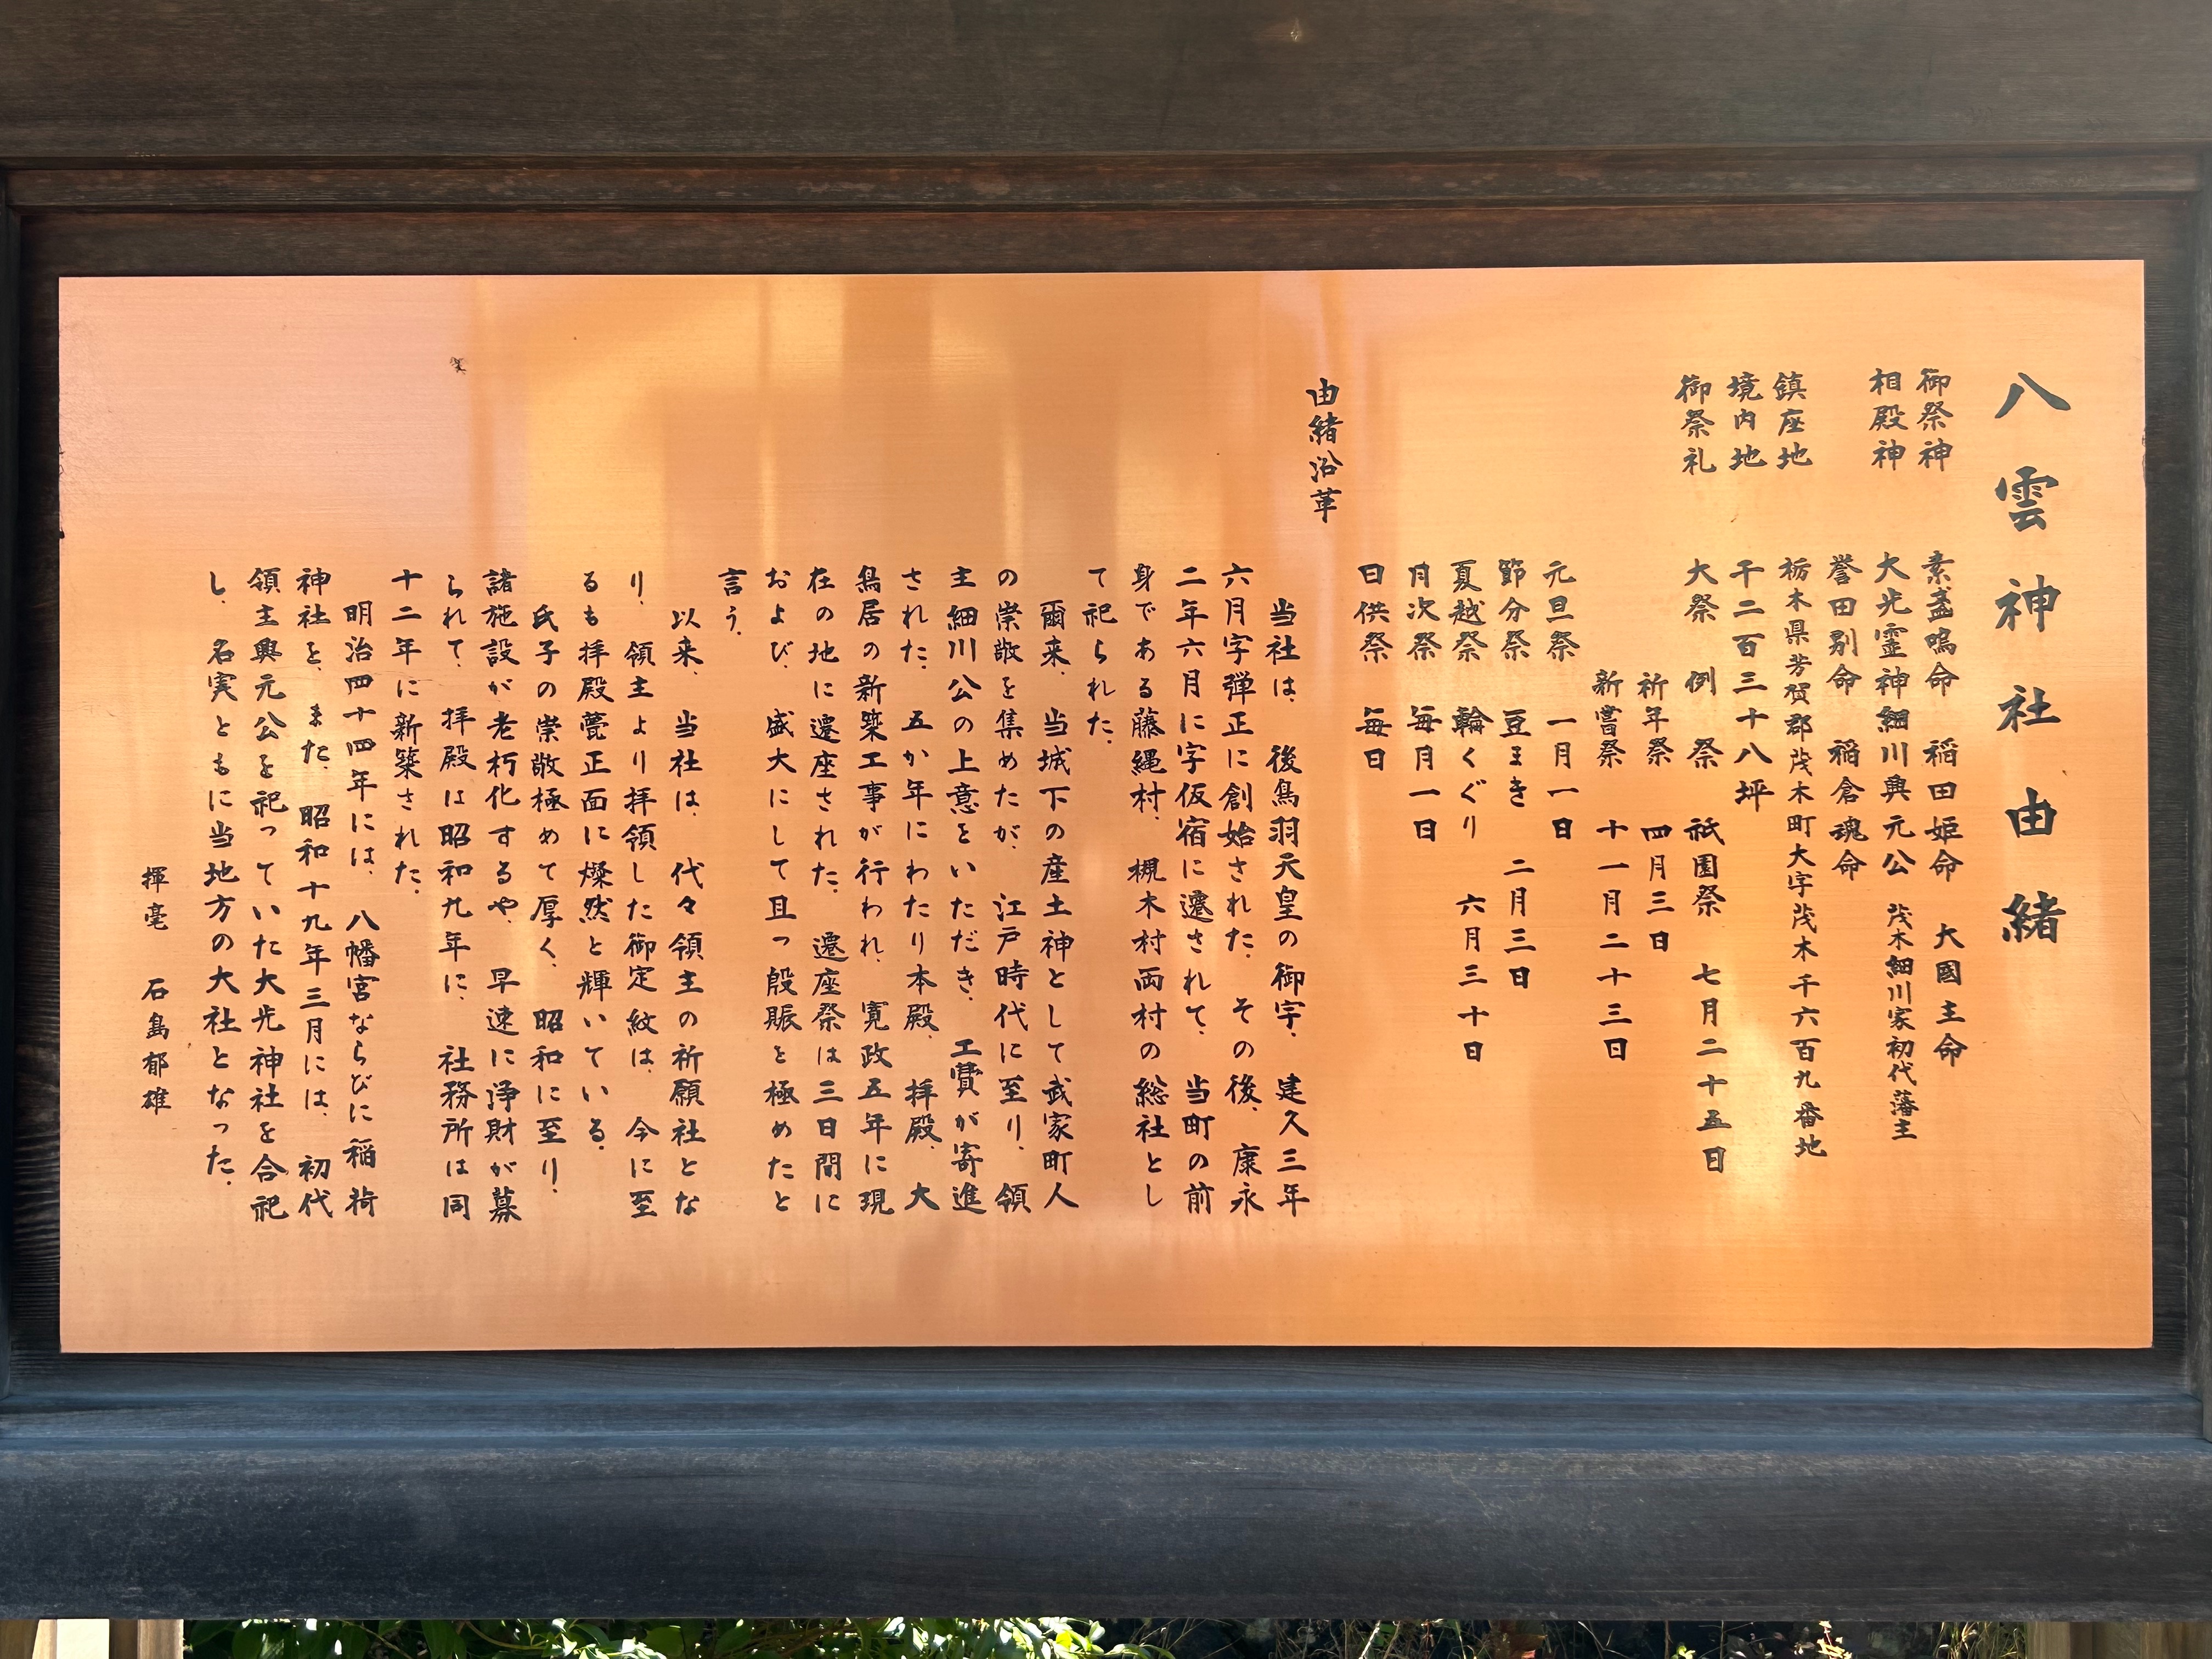 八雲神社由緒
御祭神 素盞嗚命 稲田姫命 大國主命
相殿神 大光霊神細川興元公 茂木細川家初代藩主
誉田別命 稲倉魂命
鎮座地 栃木県芳賀郡茂木町大字茂木千六百九番地
境内地 千二百三十八坪
御祭礼 大祭 例祭 祇園祭 七月二十五日
祈年祭 四月三日
新嘗祭 十一月二十三日
元旦祭 一月一日
節分祭 豆まき 二月三日
夏越祭 輪くぐり 六月三十日
月次祭 毎月一日
日供祭 毎日
由緒沿革
当社は、後鳥羽天皇の御宇、建久三年
六月字弾正に創始された。その後、康永
二年六月に字仮宿に遷されて、当町の前
身である藤縄村、槻木村両村の総社とし
て祀られた。
爾来、当城下の産土神として武家町人
の崇敬を集めたが、江戸時代に至り、領
主細川公の上意をいただき、工費が寄進
された。五か年にわたり本殿、拝殿、大
鳥居の新築工事が行われ、寛政五年に現
在の地に遷座された。遷座祭は三日間に
および、盛大にして且つ殷賑を極めたと
言う。
以来、当社は、代々領主の祈願社とな
り、領主より拝領した御定紋は、今に至
るも拝殿甍正面に燦然と輝いている。
氏子の崇敬極めて厚く、昭和に至り、
諸施設が老朽化するや、早速に浄財が募
られて、拝殿は昭和九年に、社務所は同
十二年に新築された。
明治四十四年には、八幡宮ならびに稲荷
神社を、また、昭和十九年三月には、初代
領主興元公を祀っていた大光神社を合祀
し、名実ともに当地方の大社となった。
揮毫 石島郁雄